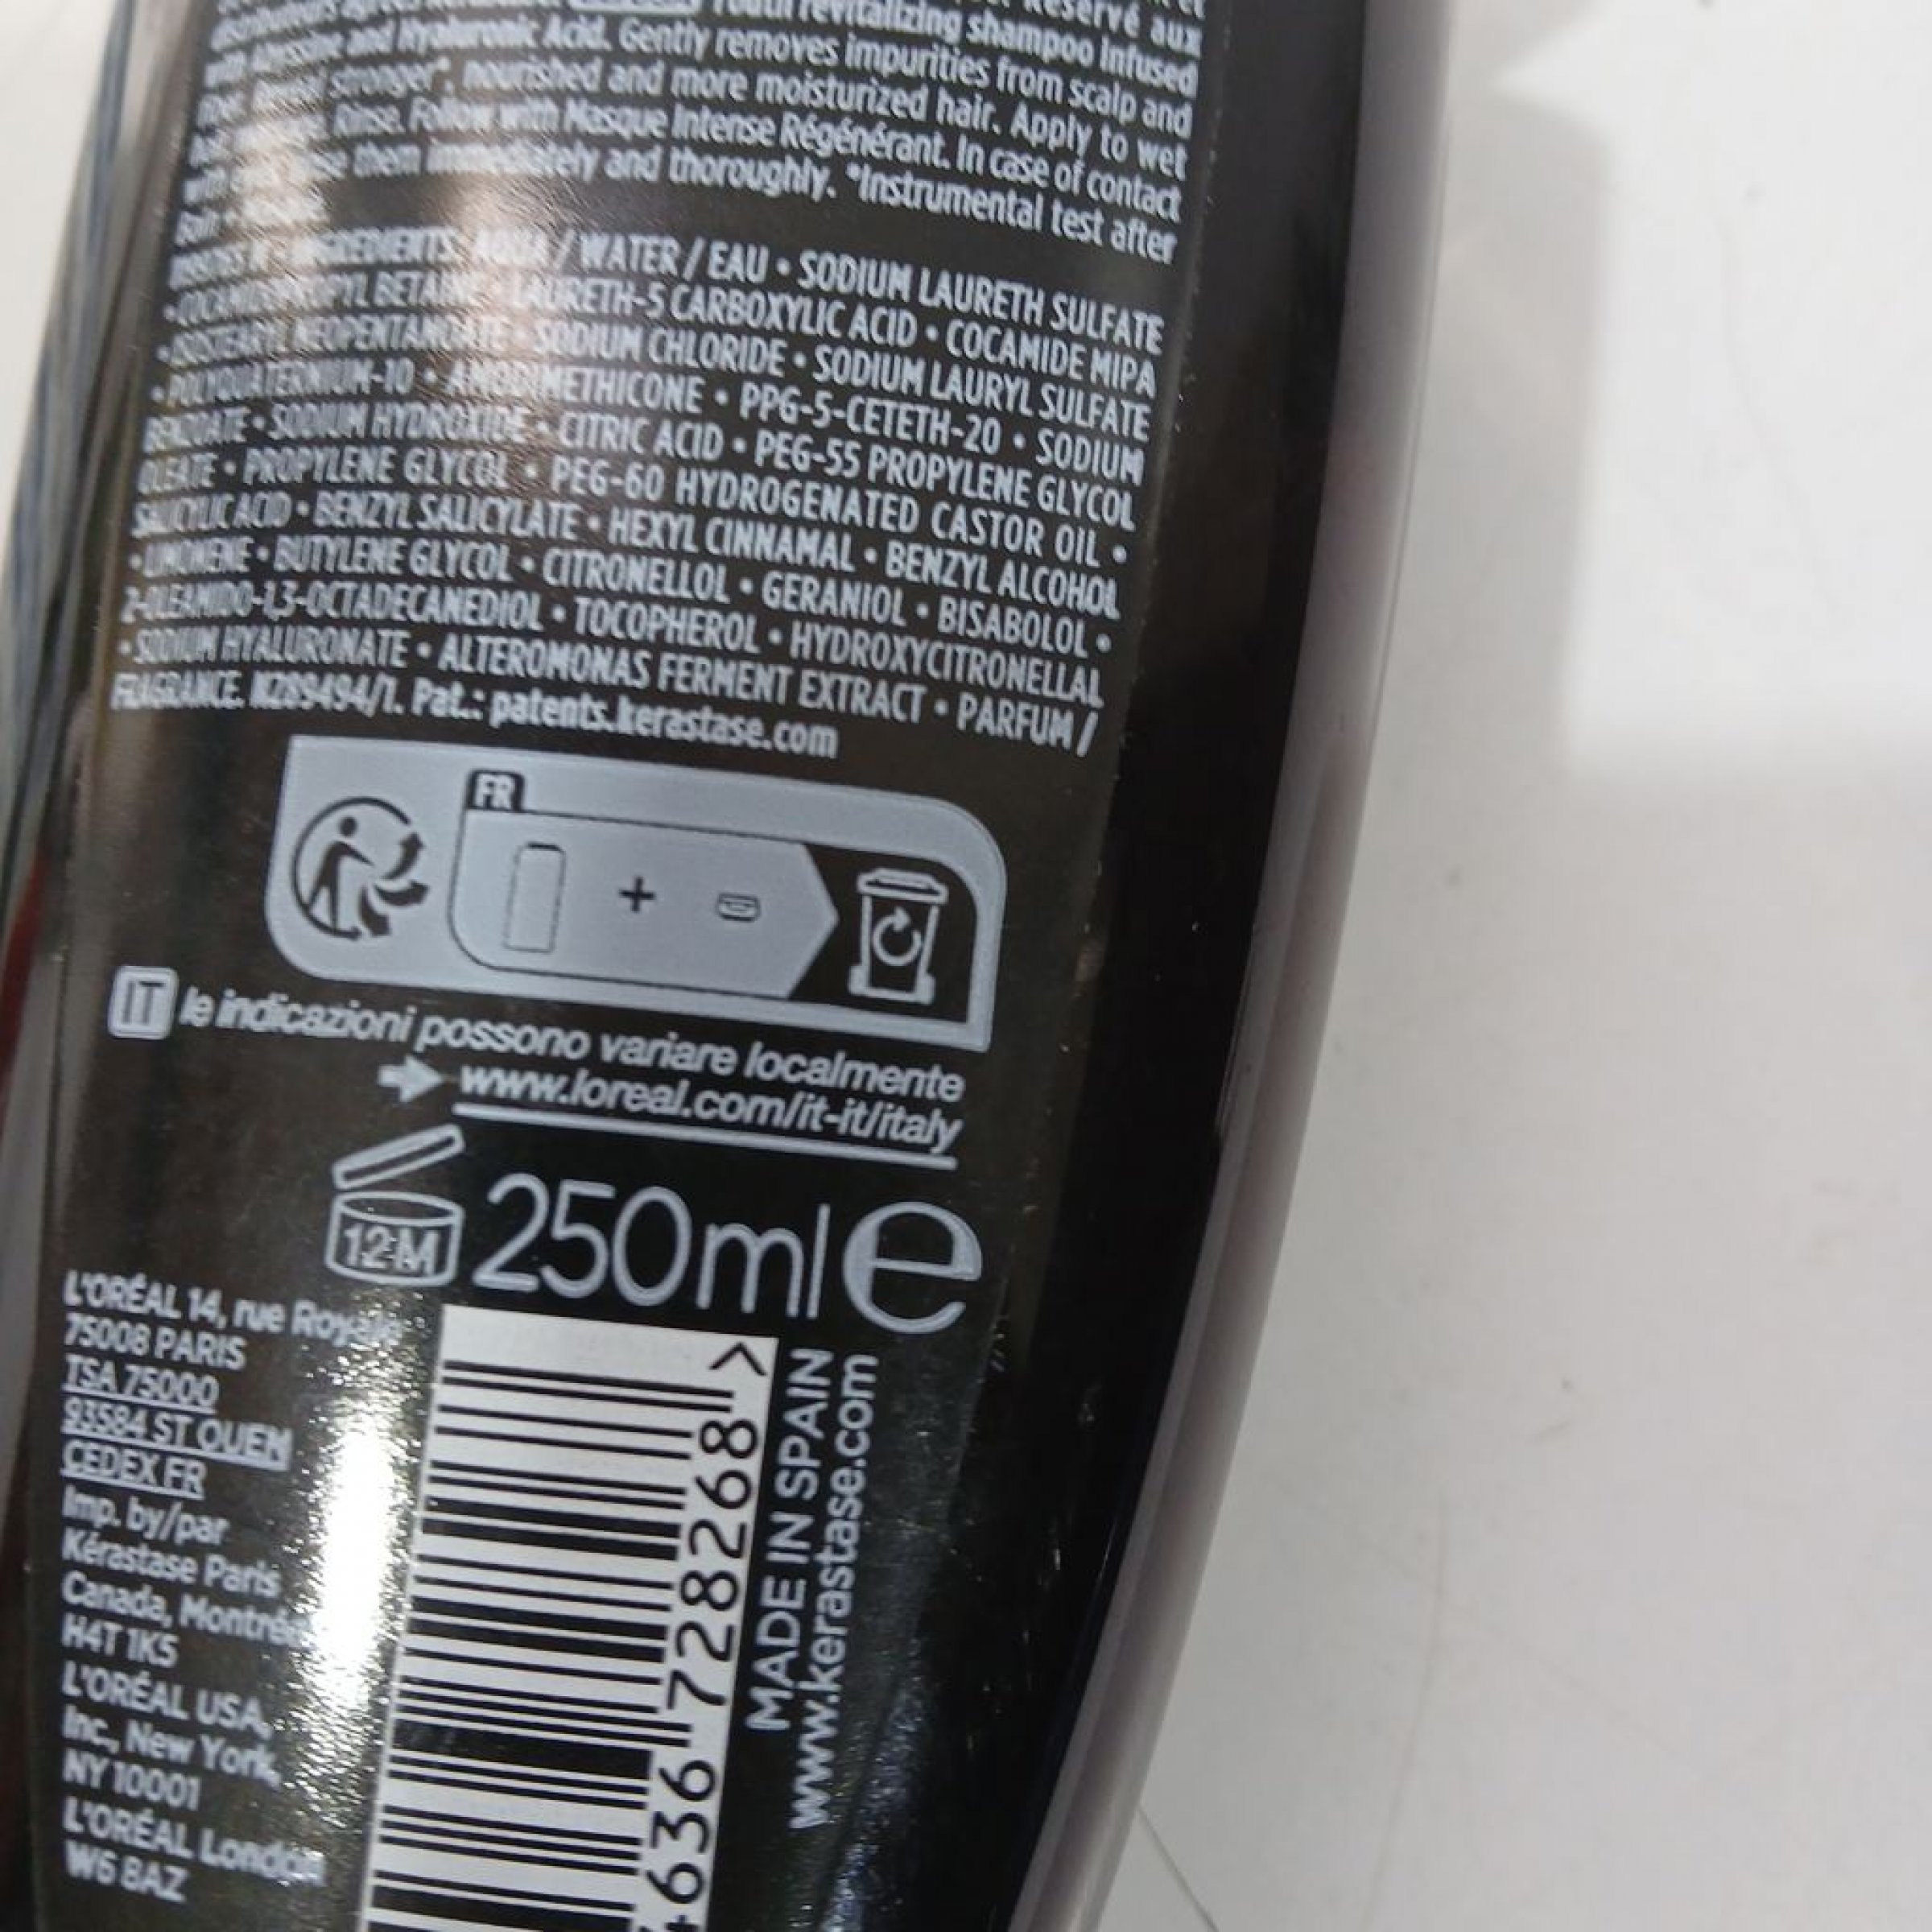 Réservé aux
Youth revitalizing shampoo infused
and Hyaluronic Acid. Gently removes impurities from scalp and
stronger*, nourished and more moisturized hair. Apply to wet
Rinse. Follow with Masque Intense Régénérant. In case of contact
them immediately and thoroughly. *Instrumental test after
INGREDIENTS: AQUA / WATER / EAU • SODIUM LAURETH SULFATE
• COCAMIDOPROPYL BETAINE • LAURETH-5 CARBOXYLIC ACID • COCAMIDE MIPA
• ISOSTEARYL NEOPENTANOATE • SODIUM CHLORIDE • SODIUM LAURYL SULFATE
• POLYQUATERNIUM-10 • AMODIMETHICONE • PPG-5-CETETH-20 • SODIUM
BENZOATE • SODIUM HYDROXIDE • CITRIC ACID • PEG-55 PROPYLENE GLYCOL
OLEATE • PROPYLENE GLYCOL • PEG-60 HYDROGENATED CASTOR OIL •
SALICYLIC ACID • BENZYL SALICYLATE • HEXYL CINNAMAL • BENZYL ALCOHOL
• LIMONENE • BUTYLENE GLYCOL • CITRONELLOL • GERANIOL • BISABOLOL •
2-OLEAMIDO-1,3-OCTADECANEDIOL • TOCOPHEROL • HYDROXYCITRONELLAL
• SODIUM HYALURONATE • ALTEROMONAS FERMENT EXTRACT • PARFUM /
FRAGRANCE. N289494/1. Pat.: patents.kerastase.com
FR
+
IT le indicazioni possono variare localmente
www.loreal.com/it-it/italy
12M 250ml e
L'ORÉAL 14, rue Royale
75008 PARIS
TSA 75000
93584 ST OUEN
CEDEX FR
Imp. by/par
Kérastase Paris
Canada, Montréal
H4T 1K5
L'ORÉAL USA,
Inc., New York,
NY 10001
L'ORÉAL London
W6 8AZ
636 728268 >
MADE IN SPAIN
www.kerastase.com